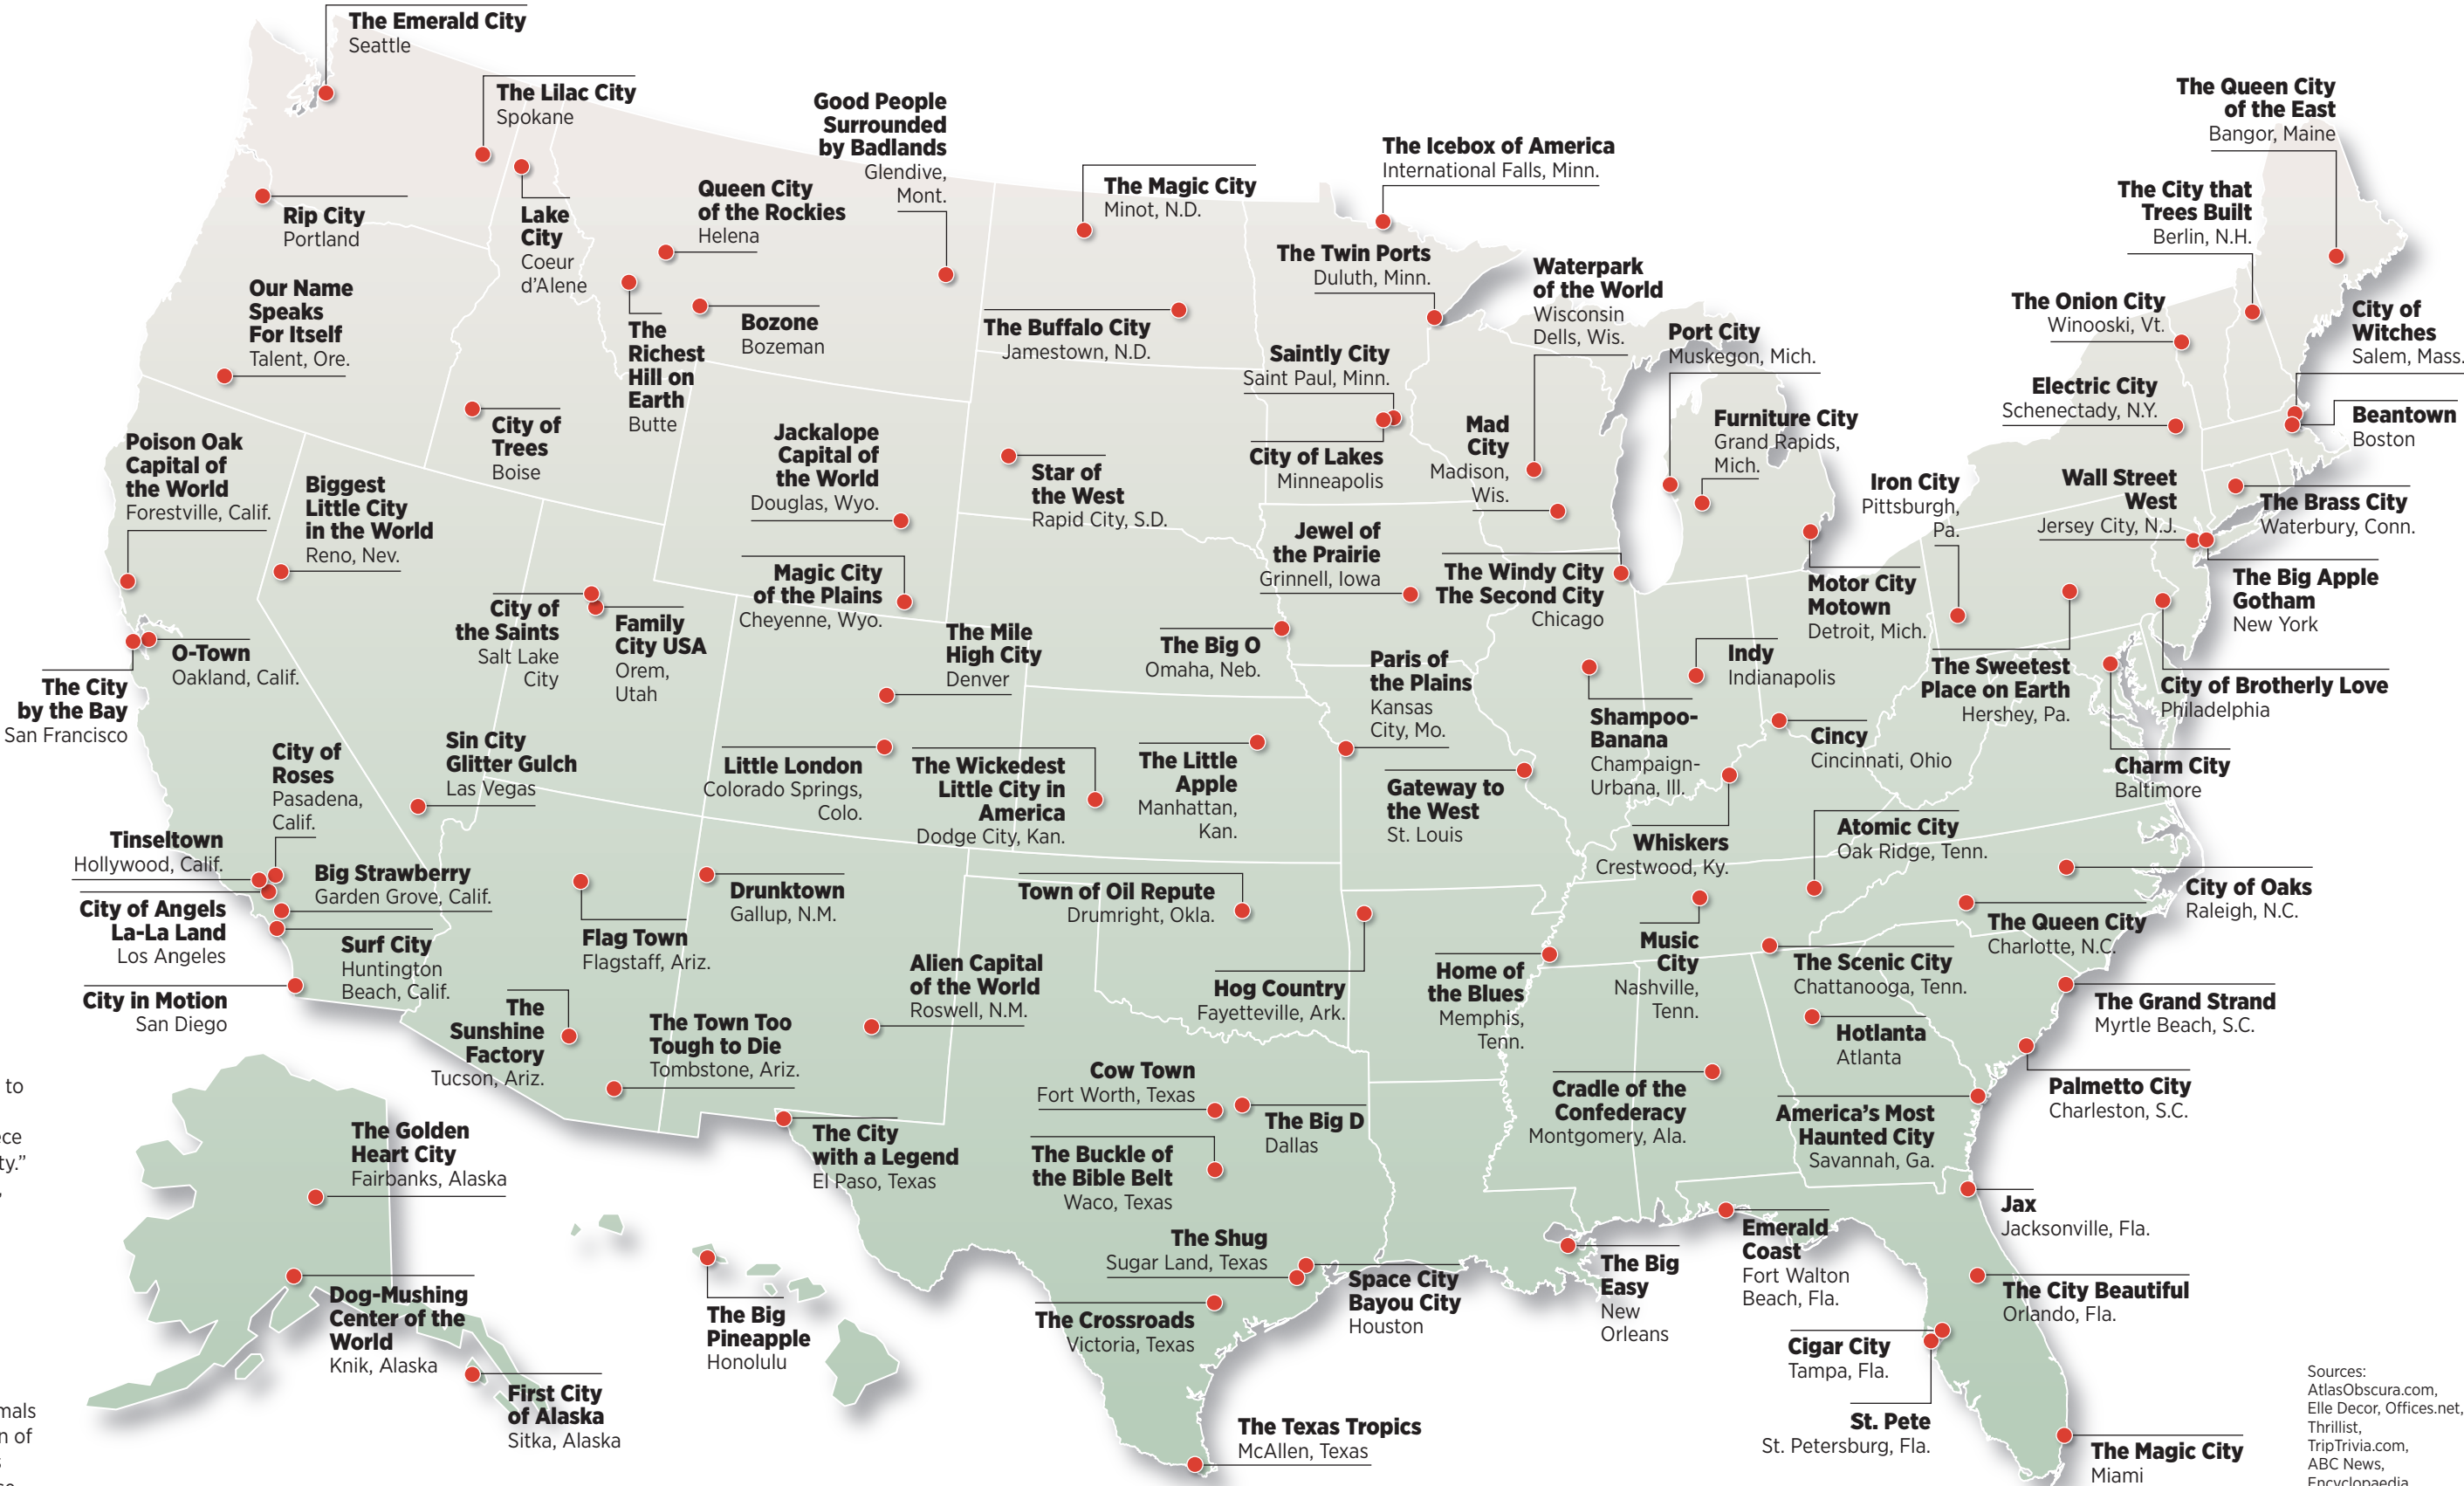 The Emerald City
Seattle
The Lilac City
Spokane
Rip City
Portland
Lake
City
Coeur
d’Alene
Our Name
Speaks
For Itself
Talent, Ore.
Queen City
of the Rockies
Helena
Good People
Surrounded
by Badlands
Glendive,
Mont.
The
Richest
Hill on
Earth
Butte
Bozone
Bozeman
City of
Trees
Boise
The Magic City
Minot, N.D.
The Buffalo City
Jamestown, N.D.
The Icebox of America
International Falls, Minn.
The Twin Ports
Duluth, Minn.
Saintly City
Saint Paul, Minn.
City of Lakes
Minneapolis
Waterpark
of the World
Wisconsin
Dells, Wis.
Mad
City
Madison,
Wis.
Port City
Muskegon, Mich.
Furniture City
Grand Rapids,
Mich.
Motor City
Motown
Detroit, Mich.
The Queen City
of the East
Bangor, Maine
The City that
Trees Built
Berlin, N.H.
The Onion City
Winooski, Vt.
City of
Witches
Salem, Mass.
Electric City
Schenectady, N.Y.
Beantown
Boston
Iron City
Pittsburgh,
Pa.
Wall Street
West
Jersey City, N.J.
The Brass City
Waterbury, Conn.
The Big Apple
Gotham
New York
The Sweetest
Place on Earth
Hershey, Pa.
City of Brotherly Love
Philadelphia
Charm City
Baltimore
Poison Oak
Capital of
the World
Forestville, Calif.
Biggest
Little City
in the World
Reno, Nev.
Jackalope
Capital of
the World
Douglas, Wyo.
Star of
the West
Rapid City, S.D.
Magic City
of the Plains
Cheyenne, Wyo.
Jewel of
the Prairie
Grinnell, Iowa
The Windy City
The Second City
Chicago
City of
the Saints
Salt Lake
City
Family
City USA
Orem,
Utah
O-Town
Oakland, Calif.
The City
by the Bay
San Francisco
The Mile
High City
Denver
The Big O
Omaha, Neb.
Paris of
the Plains
Kansas
City, Mo.
Indy
Indianapolis
Shampoo-
Banana
Champaign-
Urbana, Ill.
Cincy
Cincinnati, Ohio
City of
Roses
Pasadena,
Calif.
Sin City
Glitter Gulch
Las Vegas
Little London
Colorado Springs,
Colo.
The Wickedest
Little City in
America
Dodge City, Kan.
The Little
Apple
Manhattan,
Kan.
Gateway to
the West
St. Louis
Whiskers
Crestwood, Ky.
Atomic City
Oak Ridge, Tenn.
Tinseltown
Hollywood, Calif.
Big Strawberry
Garden Grove, Calif.
City of Angels
La-La Land
Los Angeles
Surf City
Huntington
Beach, Calif.
City in Motion
San Diego
Flag Town
Flagstaff, Ariz.
Drunktown
Gallup, N.M.
Town of Oil Repute
Drumright, Okla.
Hog Country
Fayetteville, Ark.
Home of
the Blues
Memphis,
Tenn.
Music
City
Nashville,
Tenn.
City of Oaks
Raleigh, N.C.
The Queen City
Charlotte, N.C.
The Scenic City
Chattanooga, Tenn.
The Grand Strand
Myrtle Beach, S.C.
Hotlanta
Atlanta
Palmetto City
Charleston, S.C.
The
Sunshine
Factory
Tucson, Ariz.
The Town Too
Tough to Die
Tombstone, Ariz.
Alien Capital
of the World
Roswell, N.M.
Cow Town
Fort Worth, Texas
The Big D
Dallas
Cradle of the
Confederacy
Montgomery, Ala.
America’s Most
Haunted City
Savannah, Ga.
The City
with a Legend
El Paso, Texas
The Buckle of
the Bible Belt
Waco, Texas
Jax
Jacksonville, Fla.
The Golden
Heart City
Fairbanks, Alaska
Dog-Mushing
Center of the
World
Knik, Alaska
First City
of Alaska
Sitka, Alaska
The Big
Pineapple
Honolulu
The Shug
Sugar Land, Texas
Space City
Bayou City
Houston
The Crossroads
Victoria, Texas
The Texas Tropics
McAllen, Texas
The Big
Easy
New
Orleans
Emerald
Coast
Fort Walton
Beach, Fla.
The City Beautiful
Orlando, Fla.
Cigar City
Tampa, Fla.
St. Pete
St. Petersburg, Fla.
The Magic City
Miami
to
ty.”
n of
Sources:
AtlasObscura.com,
Elle Decor, Offices.net,
Thrillist,
TripTrivia.com,
ABC News,
Encyclopaedia